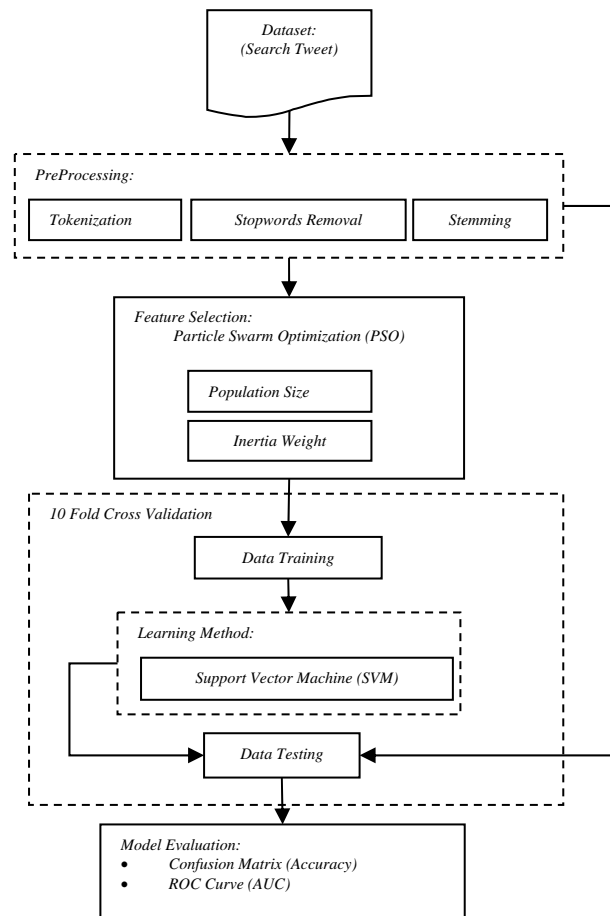 Dataset:
(Search Tweet)
PreProcessing:
Tokenization
Stopwords Removal
Stemming
Feature Selection:
Particle Swarm Optimization (PSO)
Population Size
Inertia Weight
10 Fold Cross Validation
Data Training
Learning Method:
Support Vector Machine (SVM)
Data Testing
Model Evaluation:
• Confusion Matrix (Accuracy)
• ROC Curve (AUC)